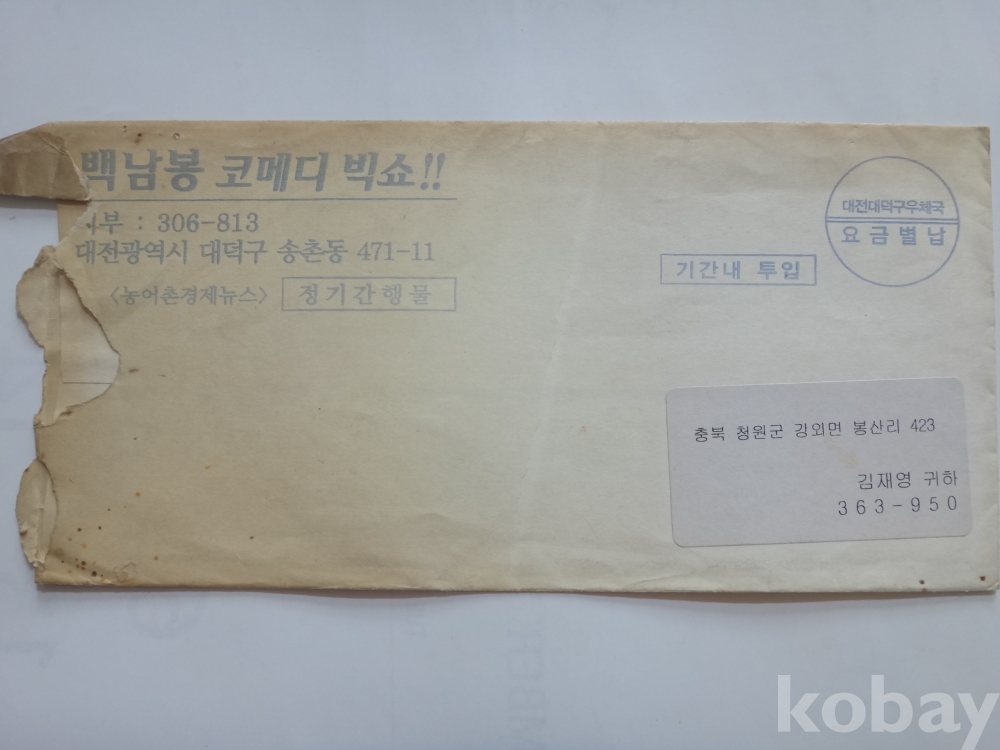 백남봉 코메디 빅쇼!!
부 : 306-813
대전광역시 대덕구 송촌동 471-11
〈농어촌경제뉴스〉 정기간행물
대전대덕구우체국
요금별납
기간내 투입
충북 청원군 강외면 봉산리 423
김재영 귀하
363-950
kobay